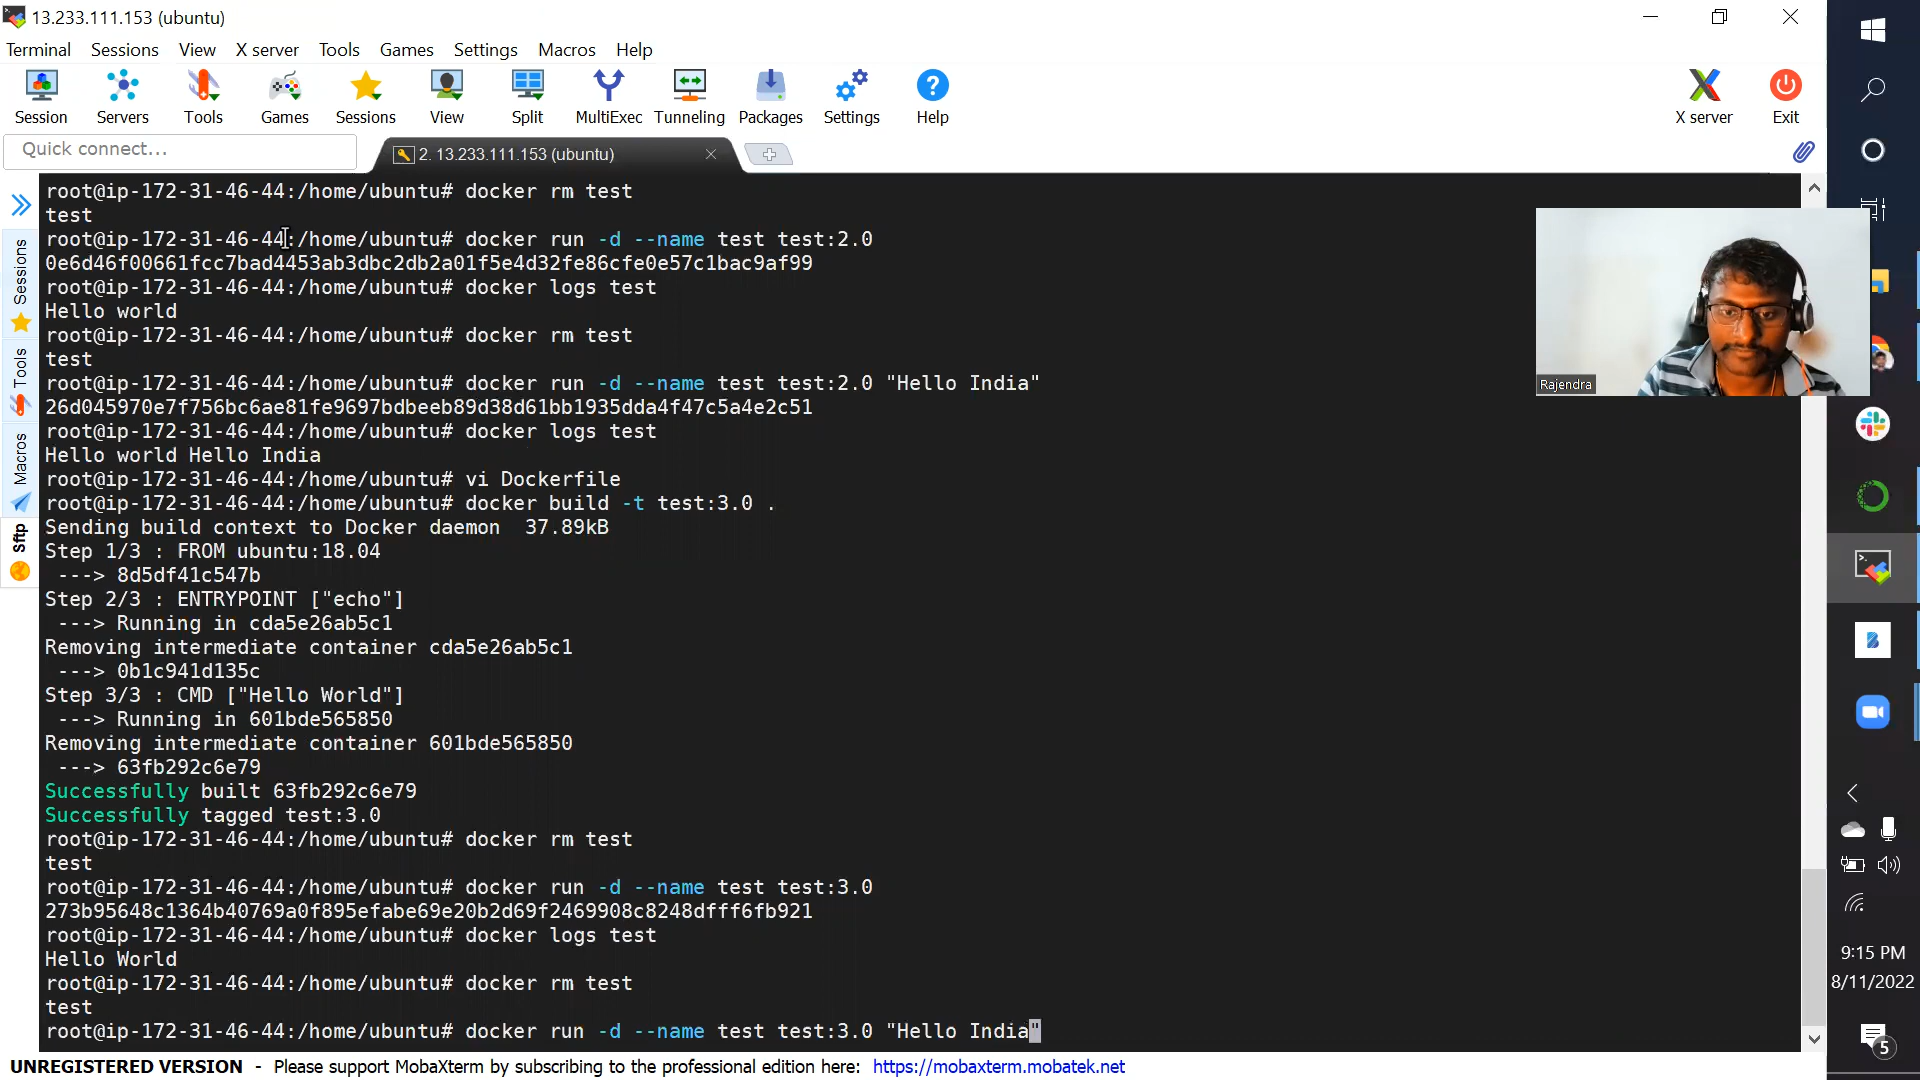 13.233.111.153 (ubuntu)
Terminal Sessions View X server Tools Games Settings Macros Help
Session Servers Tools Games Sessions View Split MultiExec Tunneling Packages Settings Help X server Exit
Quick connect...
2. 13.233.111.153 (ubuntu)
Sessions
Tools
Macros
Sftp
root@ip-172-31-46-44:/home/ubuntu# docker rm test
test
root@ip-172-31-46-44:/home/ubuntu# docker run -d --name test test:2.0
0e6d46f00661fcc7bad4453ab3dbc2db2a01f5e4d32fe86cfe0e57c1bac9af99
root@ip-172-31-46-44:/home/ubuntu# docker logs test
Hello world
root@ip-172-31-46-44:/home/ubuntu# docker rm test
test
root@ip-172-31-46-44:/home/ubuntu# docker run -d --name test test:2.0 "Hello India"
26d045970e7f756bc6ae81fe9697bdbeeb89d38d61bb1935dda4f47c5a4e2c51
root@ip-172-31-46-44:/home/ubuntu# docker logs test
Hello world Hello India
root@ip-172-31-46-44:/home/ubuntu# vi Dockerfile
root@ip-172-31-46-44:/home/ubuntu# docker build -t test:3.0 .
Sending build context to Docker daemon 37.89kB
Step 1/3 : FROM ubuntu:18.04
---> 8d5df41c547b
Step 2/3 : ENTRYPOINT ["echo"]
---> Running in cda5e26ab5c1
Removing intermediate container cda5e26ab5c1
---> 0b1c941d135c
Step 3/3 : CMD ["Hello World"]
---> Running in 601bde565850
Removing intermediate container 601bde565850
---> 63fb292c6e79
Successfully built 63fb292c6e79
Successfully tagged test:3.0
root@ip-172-31-46-44:/home/ubuntu# docker rm test
test
root@ip-172-31-46-44:/home/ubuntu# docker run -d --name test test:3.0
273b95648c1364b40769a0f895efabe69e20b2d69f2469908c8248dfff6fb921
root@ip-172-31-46-44:/home/ubuntu# docker logs test
Hello World
root@ip-172-31-46-44:/home/ubuntu# docker rm test
test
root@ip-172-31-46-44:/home/ubuntu# docker run -d --name test test:3.0 "Hello India"
Rajendra
9:15 PM
8/11/2022
5
UNREGISTERED VERSION - Please support MobaXterm by subscribing to the professional edition here: https://mobaxterm.mobatek.net